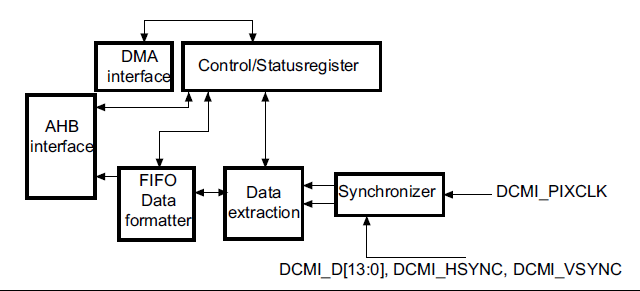 DMA
interface
Control/Statusregister
AHB
interface
FIFO
Data
formatter
Data
extraction
Synchronizer
DCMI_PIXCLK
DCMI_D[13:0], DCMI_HSYNC, DCMI_VSYNC